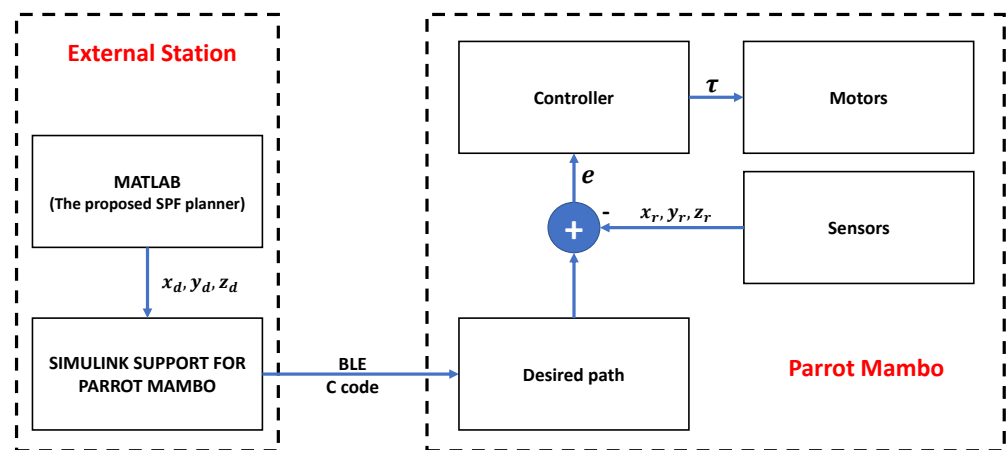 External Station
MATLAB
(The proposed SPF planner)
x_d, y_d, z_d
SIMULINK SUPPORT FOR
PARROT MAMBO
BLE
C code
Controller
τ
Motors
e
-
x_r, y_r, z_r
+
Sensors
Desired path
Parrot Mambo